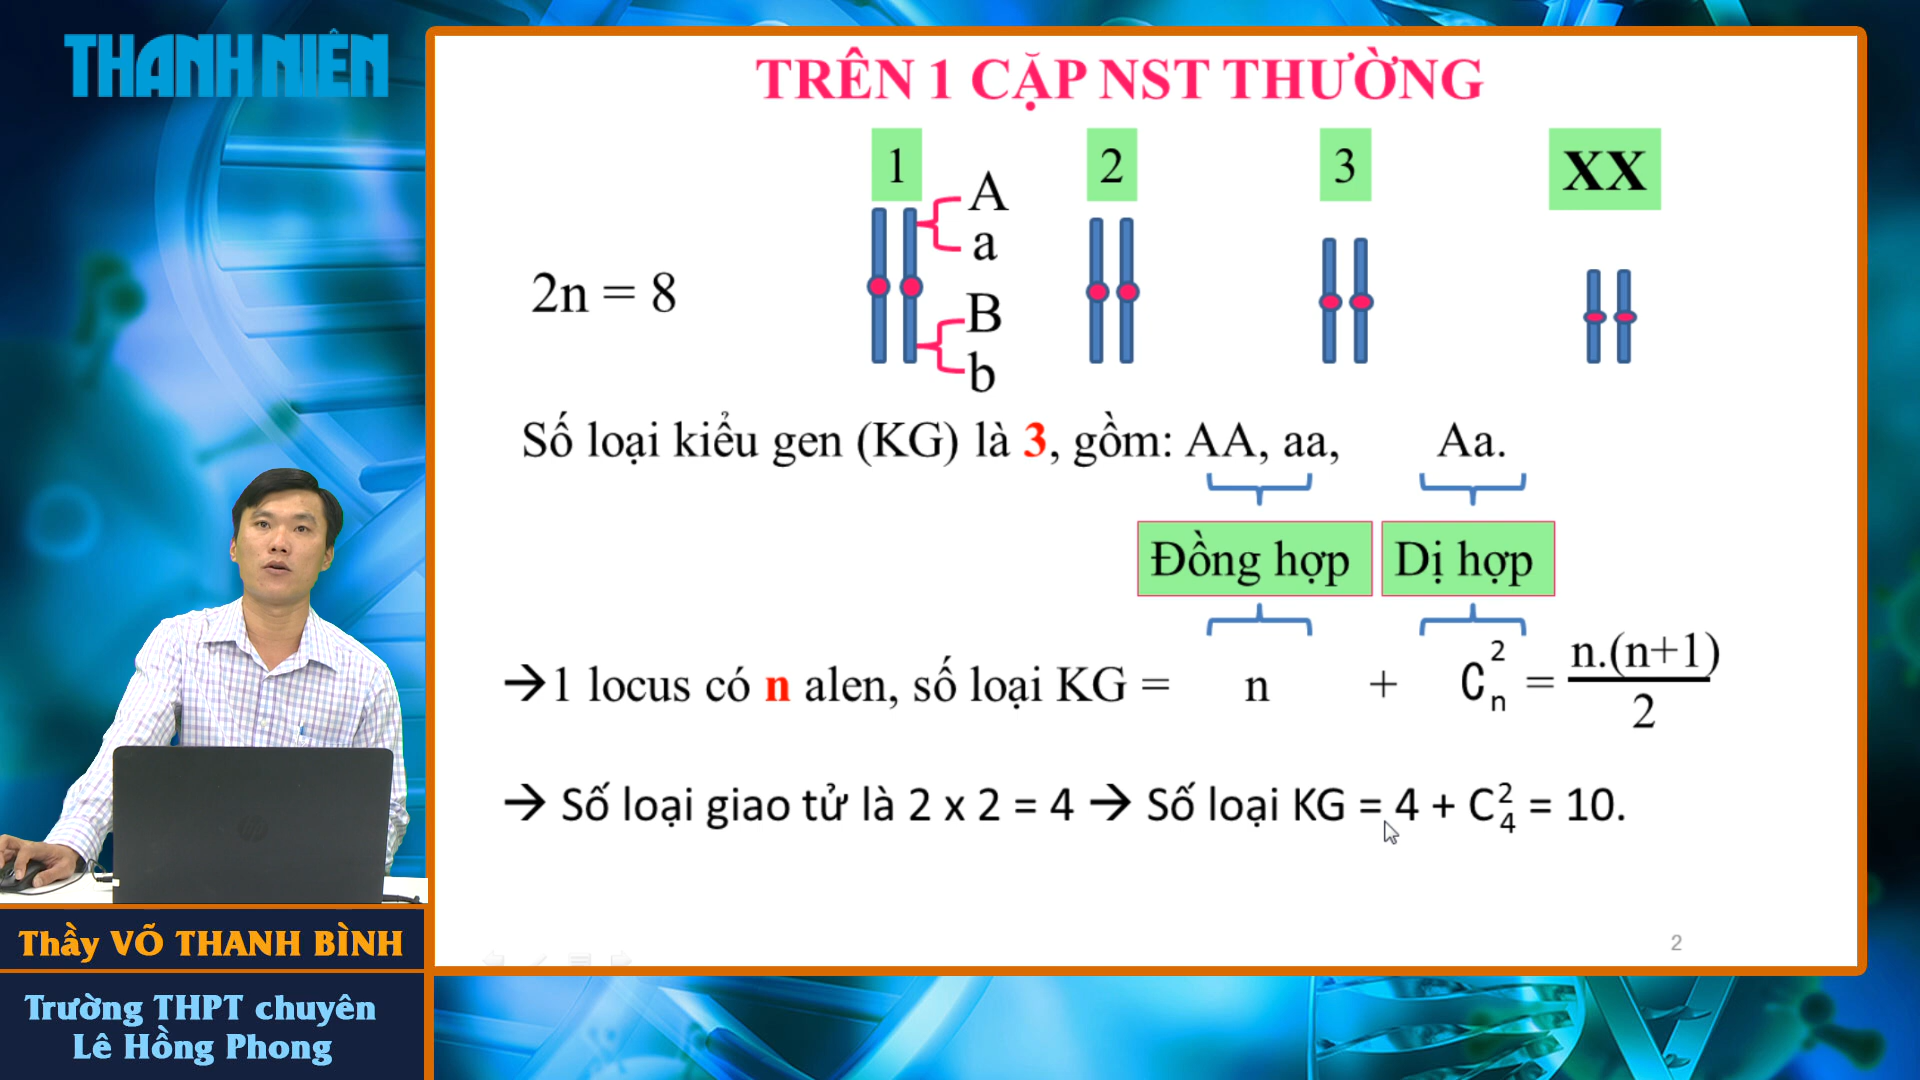 THANH NIÊN
TRÊN 1 CẶP NST THƯỜNG
1 2 3 XX
A
a
2n = 8
B
b
Số loại kiểu gen (KG) là 3, gồm: AA, aa, Aa.
Đồng hợp Dị hợp
→1 locus có n alen, số loại KG = n + C²ₙ = n.(n+1)/2
→ Số loại giao tử là 2 x 2 = 4 → Số loại KG = 4 + C²₄ = 10.
2
Thầy VÕ THANH BÌNH
Trường THPT chuyên
Lê Hồng Phong
hp